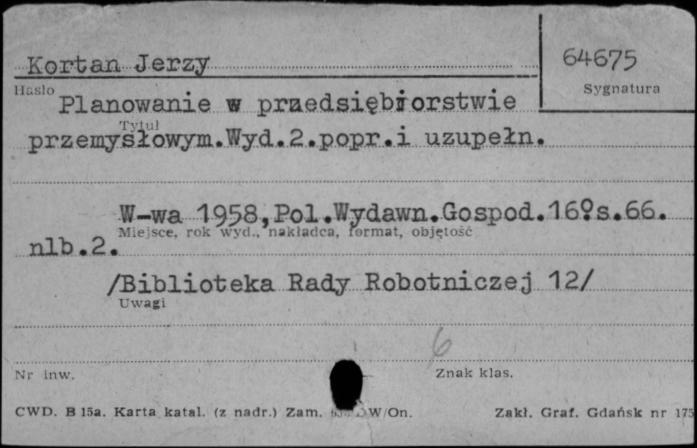 Kortan Jerzy
64675
Hasło
Sygnatura
Planowanie w przedsiębiorstwie
Tytuł
przemysłowym.Wyd.2.popr.i uzupełn.
W-wa 1958,Pol.Wydawn.Gospod.16ºs.66.
Miejsce, rok wyd., nakładca, format, objętość
nlb.2.
/Biblioteka Rady Robotniczej 12/
Uwagi
6
Nr inw.
Znak klas.
CWD. B 15a. Karta katal. (z nadr.) Zam. W/On.
Zakł. Graf. Gdańsk nr 175